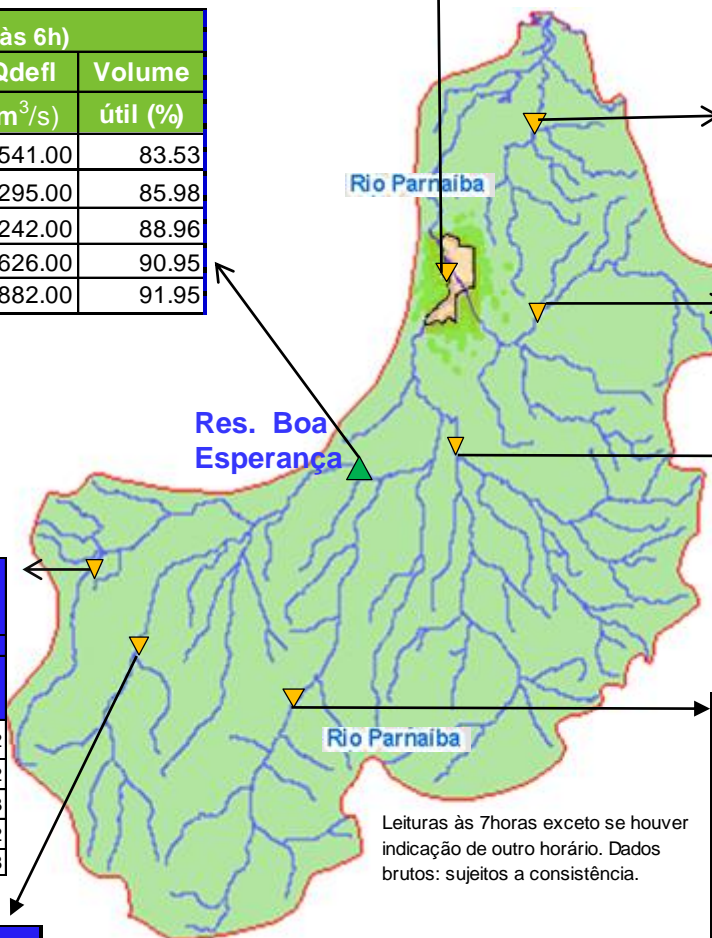 às 6h)
Qdefl Volume
m³/s) útil (%)
541.00 83.53
295.00 85.98
242.00 88.96
626.00 90.95
882.00 91.95
Rio Parnaíba
Res. Boa
Esperança
Rio Parnaíba
Leituras às 7horas exceto se houver
indicação de outro horário. Dados
brutos: sujeitos a consistência.